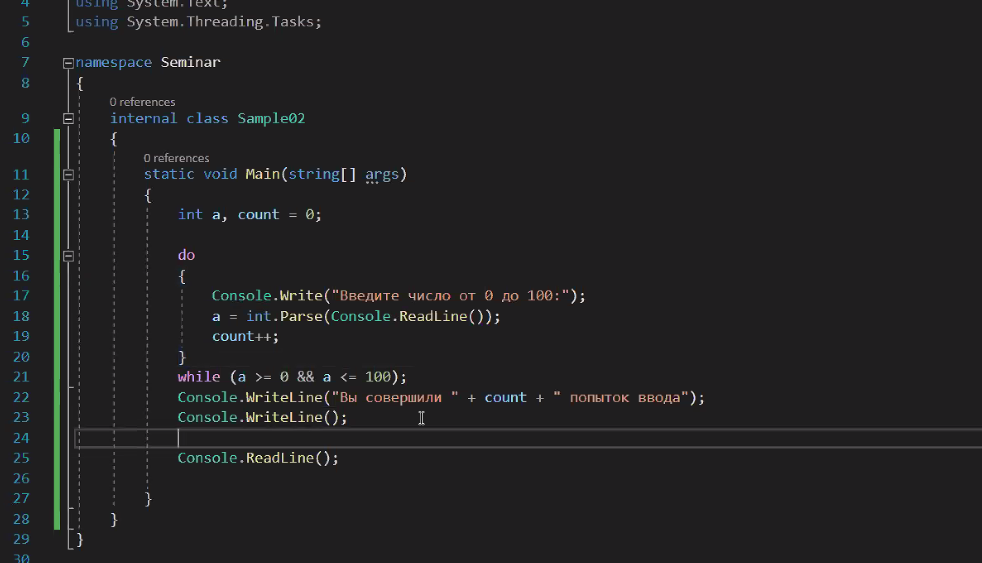 4 using System.Text;
5 using System.Threading.Tasks;
6
7 namespace Seminar
8 {
0 references
9 internal class Sample02
10 {
0 references
11 static void Main(string[] args)
12 {
13 int a, count = 0;
14
15 do
16 {
17 Console.Write("Введите число от 0 до 100:");
18 a = int.Parse(Console.ReadLine());
19 count++;
20 }
21 while (a >= 0 && a <= 100);
22 Console.WriteLine("Вы совершили " + count + " попыток ввода");
23 Console.WriteLine();
24
25 Console.ReadLine();
26
27 }
28 }
29 }
30